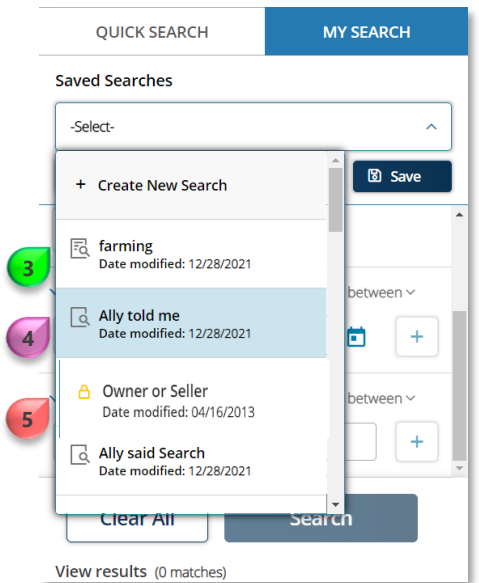 QUICK SEARCH MY SEARCH
Saved Searches
-Select-
+ Create New Search
Save
farming
Date modified: 12/28/2021
3
between
Ally told me
Date modified: 12/28/2021
4
+
Owner or Seller
Date modified: 04/16/2013
between
5
+
Ally said Search
Date modified: 12/28/2021
Clear All Search
View results (0 matches)